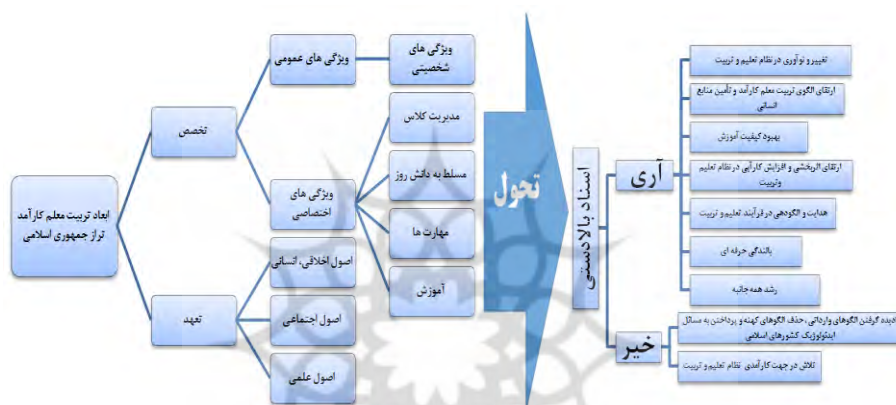 ابعاد تربیت معلم کارآمد
تراز جمهوری اسلامی
تخصص
تعهد
ویژگی های عمومی
ویژگی های
اختصاصی
اصول اخلاقی، انسانی
اصول اجتماعی
اصول علمی
ویژگی های
شخصیتی
مدیریت کلاس
مسلط به دانش روز
مهارت ها
آموزش
تحول
اسناد بالادستی
آری
خیر
تغییر و نوآوری در نظام تعلیم و تربیت
ارتقای الگوی تربیت معلم کارآمد و تأمین منابع
انسانی
بهبود کیفیت آموزش
ارتقای اثربخشی و افزایش کارآیی در نظام تعلیم
وتربیت
هدایت و الگودهی در فرآیند تعلیم و تربیت
بالندگی حرفه ای
رشد همه جانبه
نادیده گرفتن الگوهای وارداتی، حذف الگوهای کهنه و پرداختن به مسائل
ایدئولوژیک کشورهای اسلامی
تلاش در جهت کارآمدی نظام تعلیم و تربیت